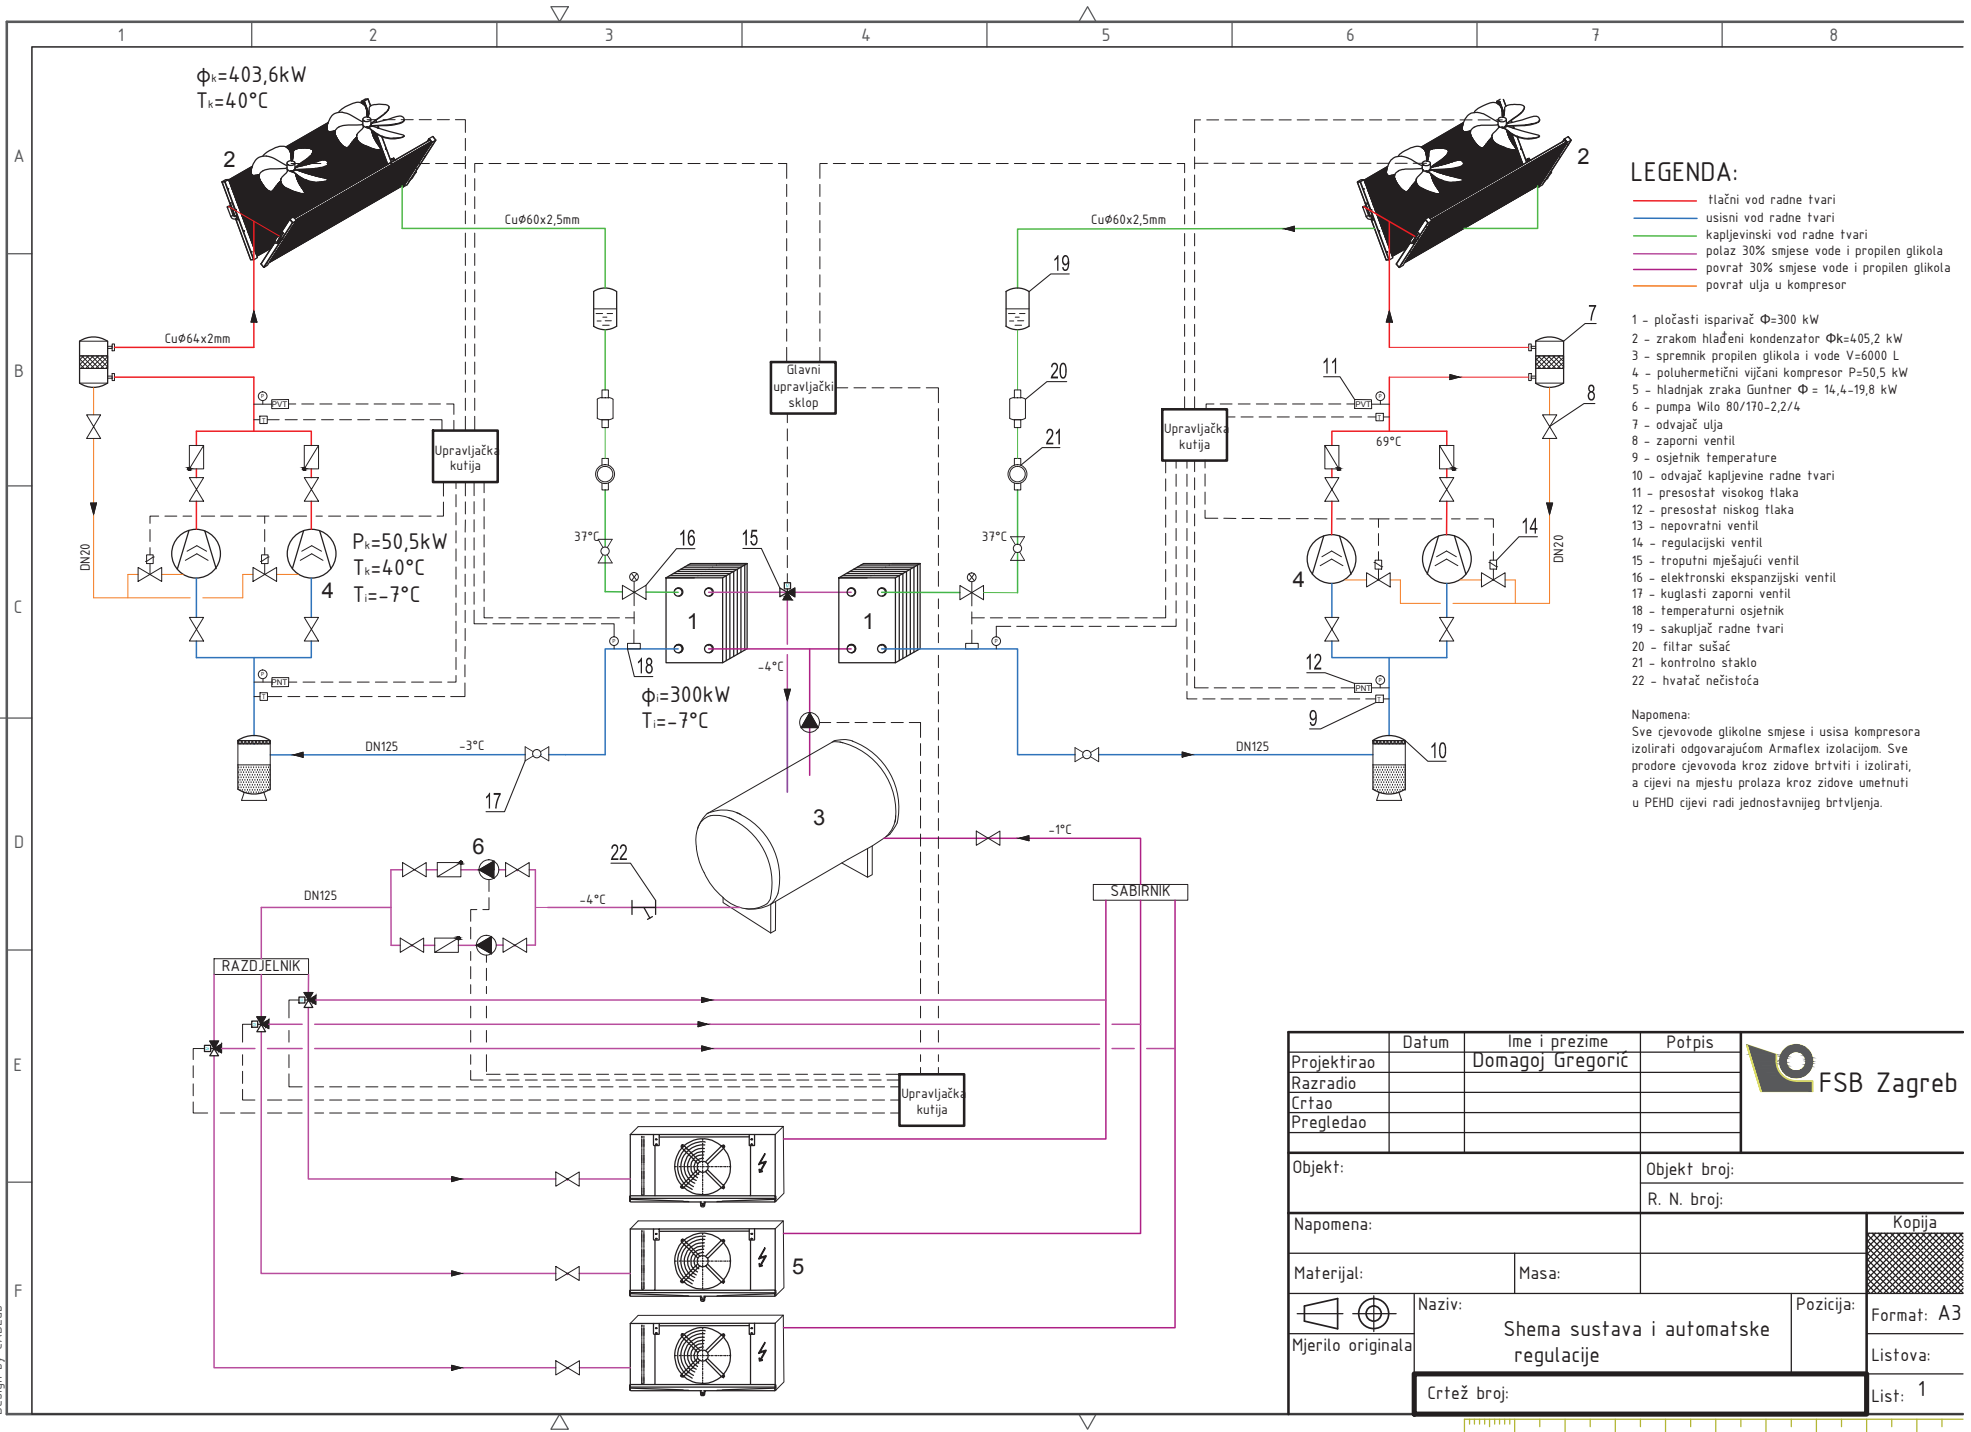 1 2 3 4 5 6 7 8
A
B
C
D
E
F
Φk=403,6kW
Tk=40°C
2
2
Cuϕ60x2,5mm
Cuϕ60x2,5mm
Cuϕ64x2mm
19
20
21
7
8
11
PVT
PVT
P
P
T
T
69°C
Glavni
upravljački
sklop
Upravljačka
kutija
Upravljačka
kutija
DN20
DN20
Pk=50,5kW
Tk=40°C
Ti=-7°C
4
4
14
37°C
37°C
16
15
1
1
P
P
18
-4°C
Φi=300kW
Ti=-7°C
12
PNT
PNT
P
P
T
T
9
10
DN125
-3°C
DN125
17
3
-1°C
6
22
DN125
-4°C
SABIRNIK
RAZDJELNIK
Upravljačka
kutija
5
LEGENDA:
tlačni vod radne tvari
usisni vod radne tvari
kapljevinski vod radne tvari
polaz 30% smjese vode i propilen glikola
povrat 30% smjese vode i propilen glikola
povrat ulja u kompresor
1 - pločasti isparivač Φ=300 kW
2 - zrakom hlađeni kondenzator Φk=405,2 kW
3 - spremnik propilen glikola i vode V=6000 L
4 - poluhermetični vijčani kompresor P=50,5 kW
5 - hladnjak zraka Guntner Φ = 14,4-19,8 kW
6 - pumpa Wilo 80/170-2,2/4
7 - odvajač ulja
8 - zaporni ventil
9 - osjetnik temperature
10 - odvajač kapljevine radne tvari
11 - presostat visokog tlaka
12 - presostat niskog tlaka
13 - nepovratni ventil
14 - regulacijski ventil
15 - troputni mješajući ventil
16 - elektronski ekspanzijski ventil
17 - kuglasti zaporni ventil
18 - temperaturni osjetnik
19 - sakupljač radne tvari
20 - filtar sušać
21 - kontrolno staklo
22 - hvatač nečistoća
Napomena:
Sve cjevovode glikolne smjese i usisa kompresora
izolirati odgovarajućom Armaflex izolacijom. Sve
prodore cjevovoda kroz zidove brtviti i izolirati,
a cijevi na mjestu prolaza kroz zidove umetnuti
u PEHD cijevi radi jednostavnijeg brtvljenja.
Datum Ime i prezime Potpis
Projektirao Domagoj Gregorić
Razradio
Crtao
Pregledao
FSB Zagreb
Objekt: Objekt broj:
R. N. broj:
Napomena: Kopija
Materijal: Masa:
Naziv: Pozicija: Format: A3
Shema sustava i automatske
regulacije
Mjerilo originala Listova:
Crtež broj: List: 1